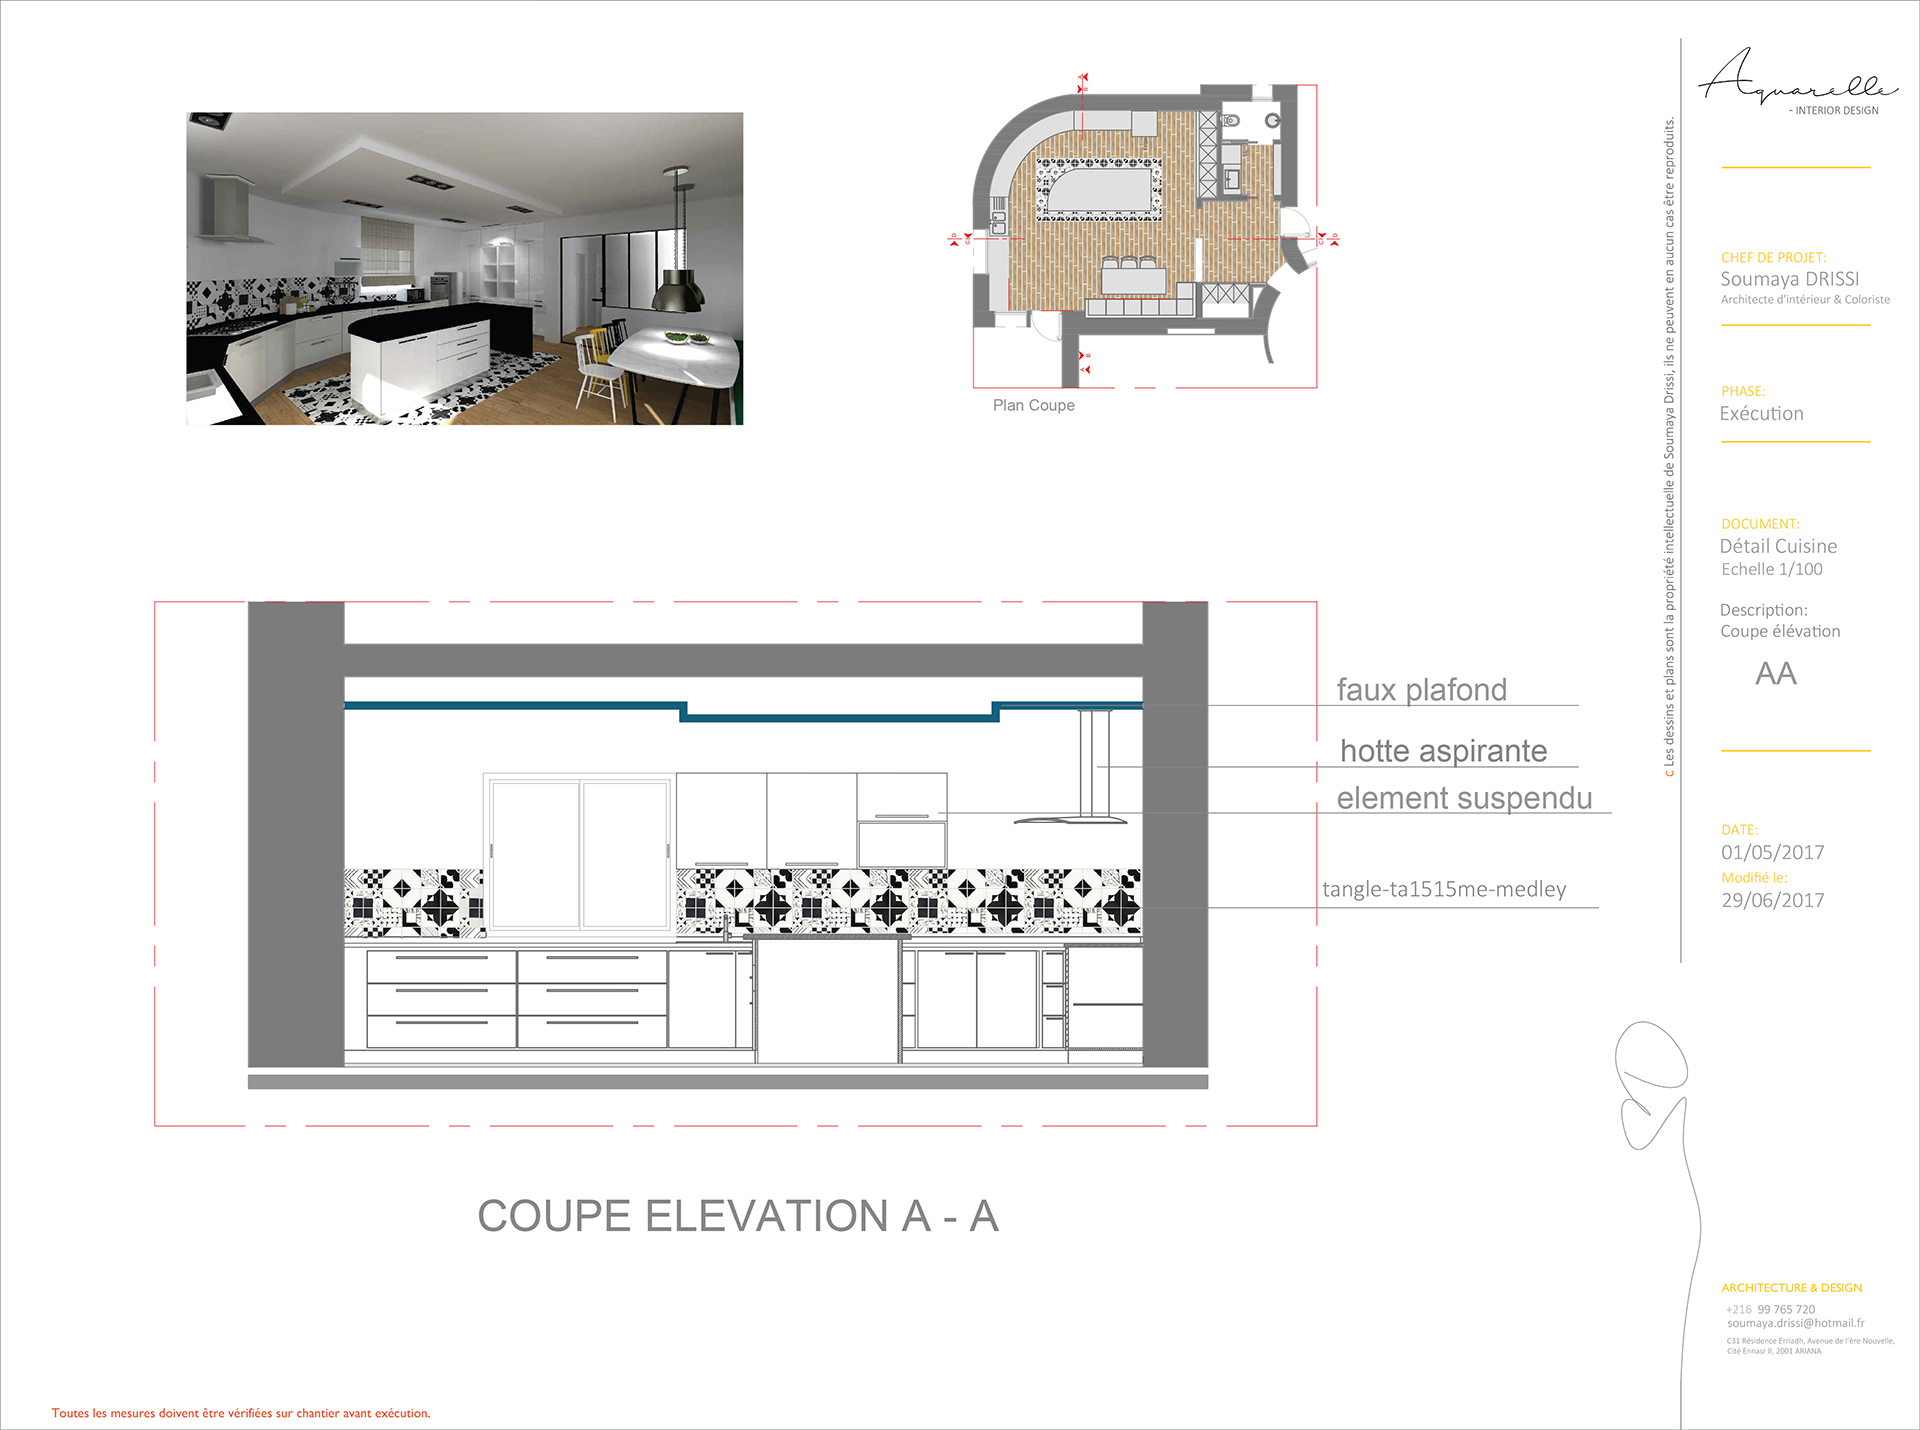 Aquarelle
- INTERIOR DESIGN
C Les dessins et plans sont la propriété intellectuelle de Soumaya Drissi, ils ne peuvent en aucun cas être reproduits.
CHEF DE PROJET:
Soumaya DRISSI
Architecte d'intérieur & Coloriste
PHASE:
Exécution
DOCUMENT:
Détail Cuisine
Echelle 1/100
Description:
Coupe élévation
AA
DATE:
01/05/2017
Modifié le:
29/06/2017
Plan Coupe
faux plafond
hotte aspirante
element suspendu
tangle-ta1515me-medley
COUPE ELEVATION A - A
ARCHITECTURE & DESIGN
+216 99 765 720
soumaya.drissi@hotmail.fr
C31 Résidence Erriadh, Avenue de l'ère Nouvelle,
Cité Ennasr II, 2001 ARIANA
Toutes les mesures doivent être vérifiées sur chantier avant exécution.